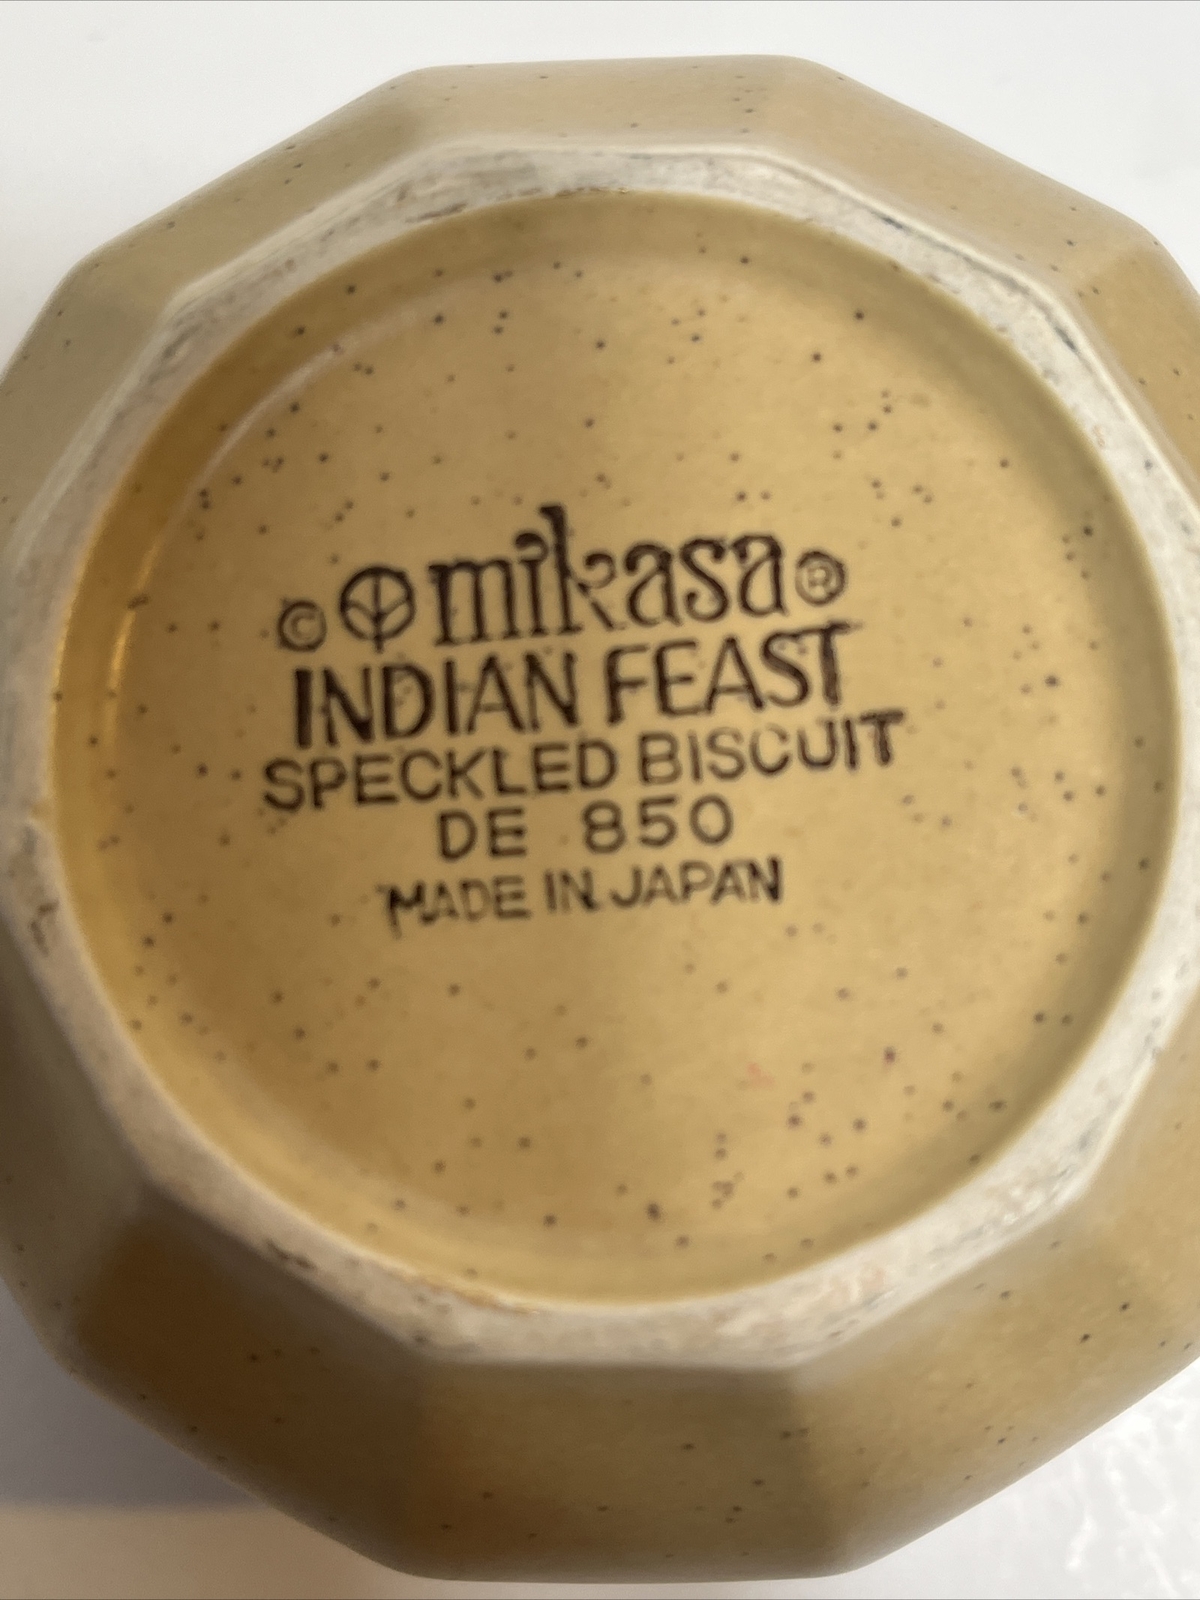 © mikasa ®
INDIAN FEAST
SPECKLED BISCUIT
DE 850
MADE IN JAPAN